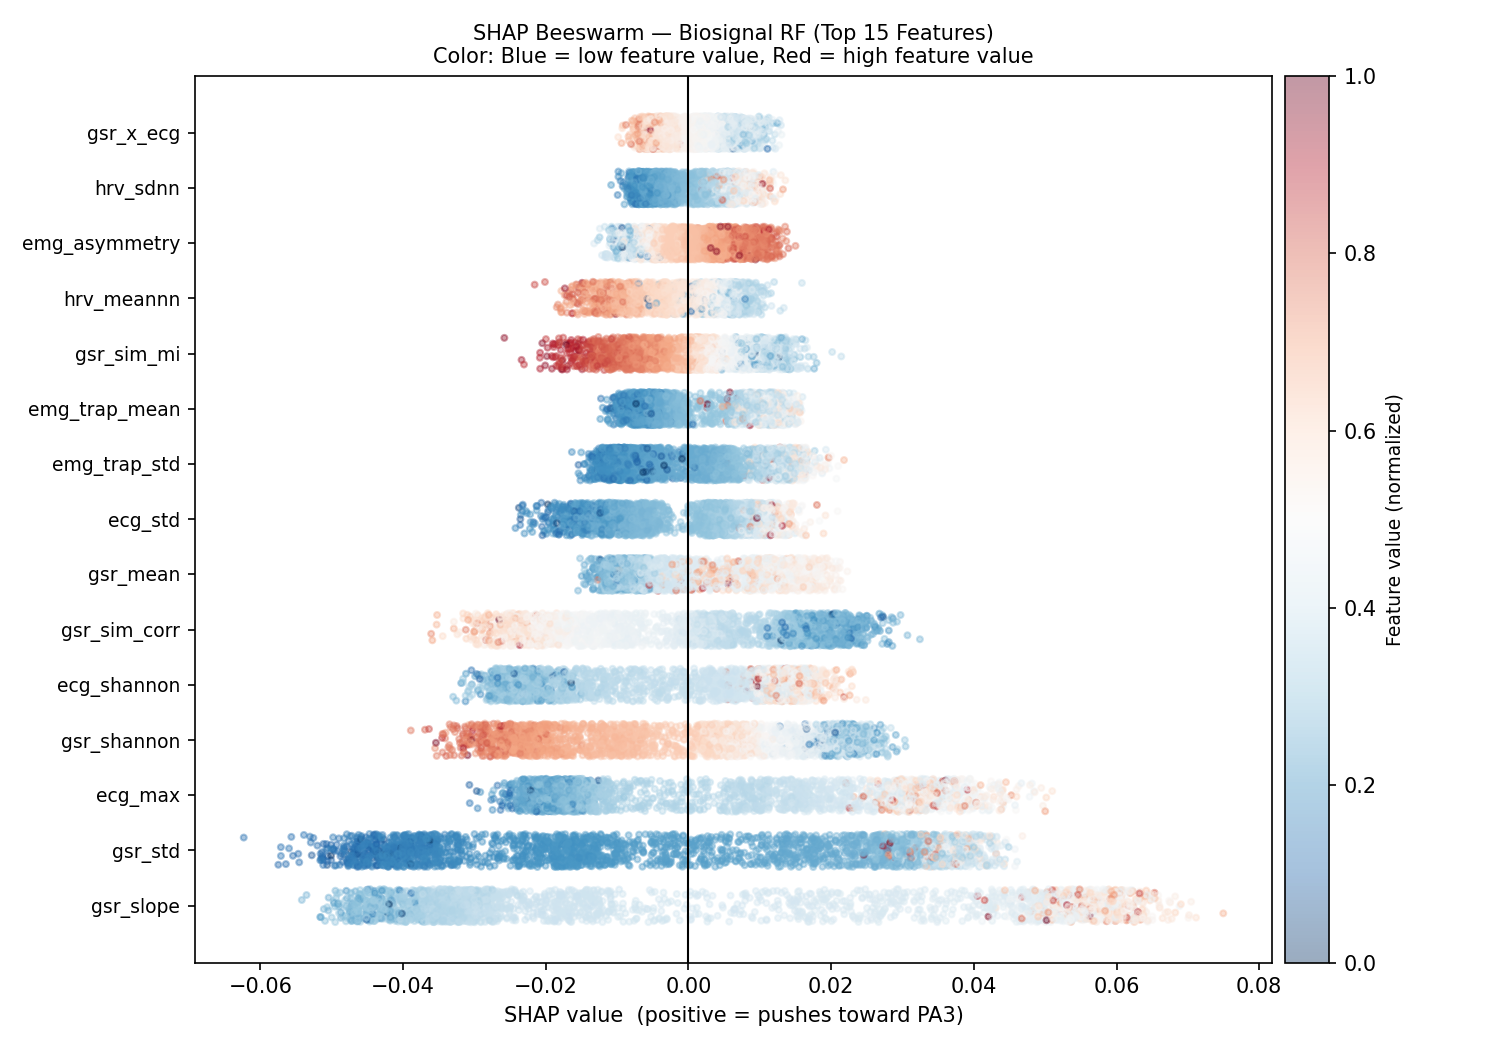 SHAP Beeswarm — Biosignal RF (Top 15 Features)
Color: Blue = low feature value, Red = high feature value
gsr_x_ecg
hrv_sdnn
emg_asymmetry
hrv_meannn
gsr_sim_mi
emg_trap_mean
emg_trap_std
ecg_std
gsr_mean
gsr_sim_corr
ecg_shannon
gsr_shannon
ecg_max
gsr_std
gsr_slope
−0.06 −0.04 −0.02 0.00 0.02 0.04 0.06 0.08
SHAP value  (positive = pushes toward PA3)
1.0
0.8
0.6
0.4
0.2
0.0
Feature value (normalized)